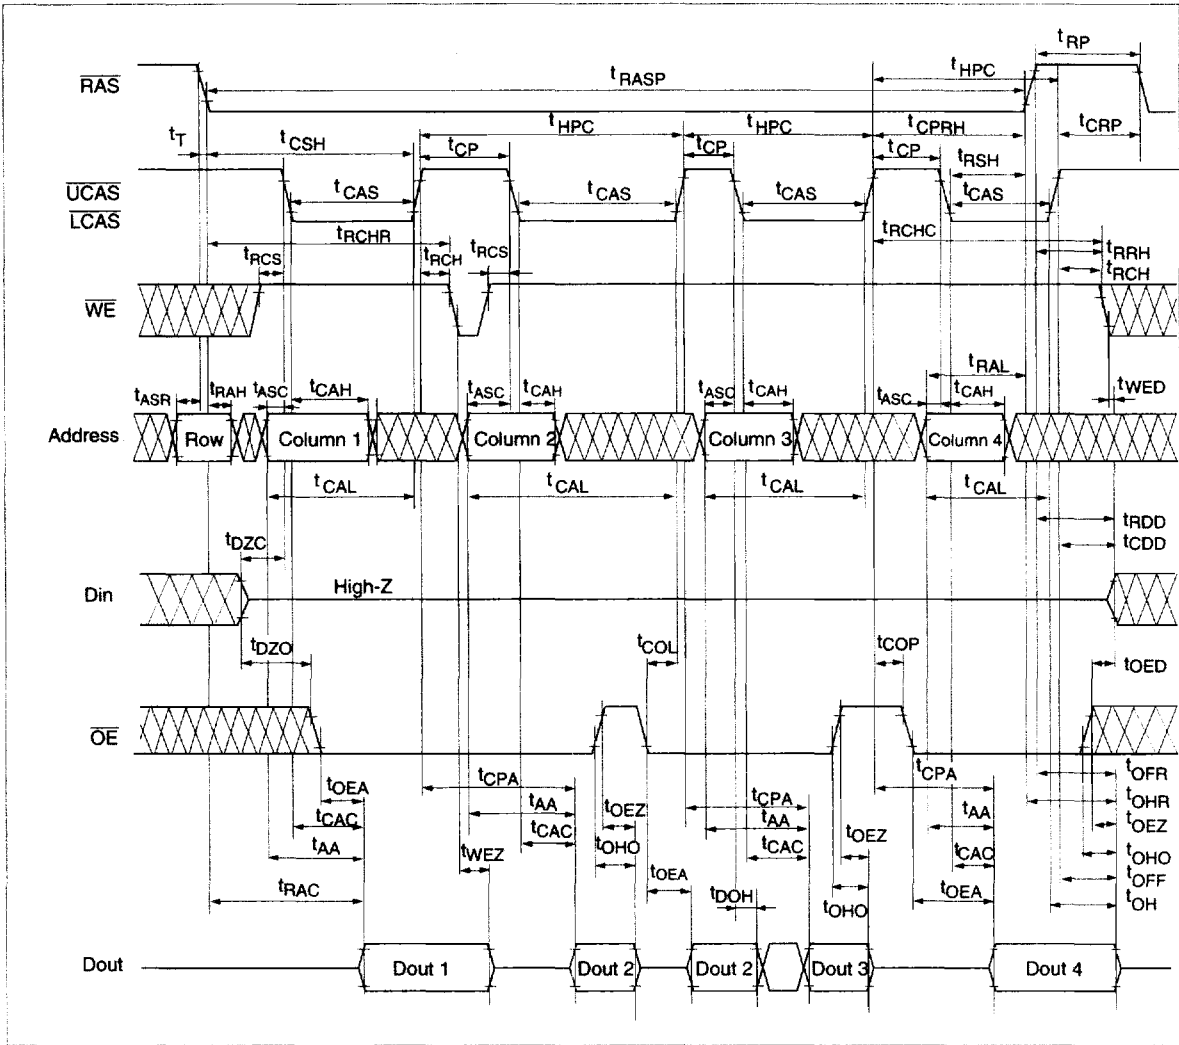 tRP
tHPC
RAS
tRASP
tHPC tHPC tCPRH tCRP
tT tCSH tCP tCP tCP tRSH
UCAS tCAS tCAS tCAS tCAS
LCAS
tRCHR tRCHC
tRCS tRCH tRCS tRRH
tRCH
WE
tRAL
tASR tRAH tASC tCAH tASC tCAH tASC tCAH tASC tCAH tWED
Address Row Column 1 Column 2 Column 3 Column 4
tCAL tCAL tCAL tCAL
tRDD
tDZC tCDD
Din High-Z
tDZO tCOL tCOP tOED
OE
tOEA tCPA tCPA tCPA tOFR
tCAC tAA tOEZ tAA tOEZ tAA tOHR
tAA tCAC tOHO tCAC tCAC tOEZ
tWEZ tOHO
tRAC tOEA tDOH tOHO tOEA tOFF
tOH
Dout Dout 1 Dout 2 Dout 2 Dout 3 Dout 4